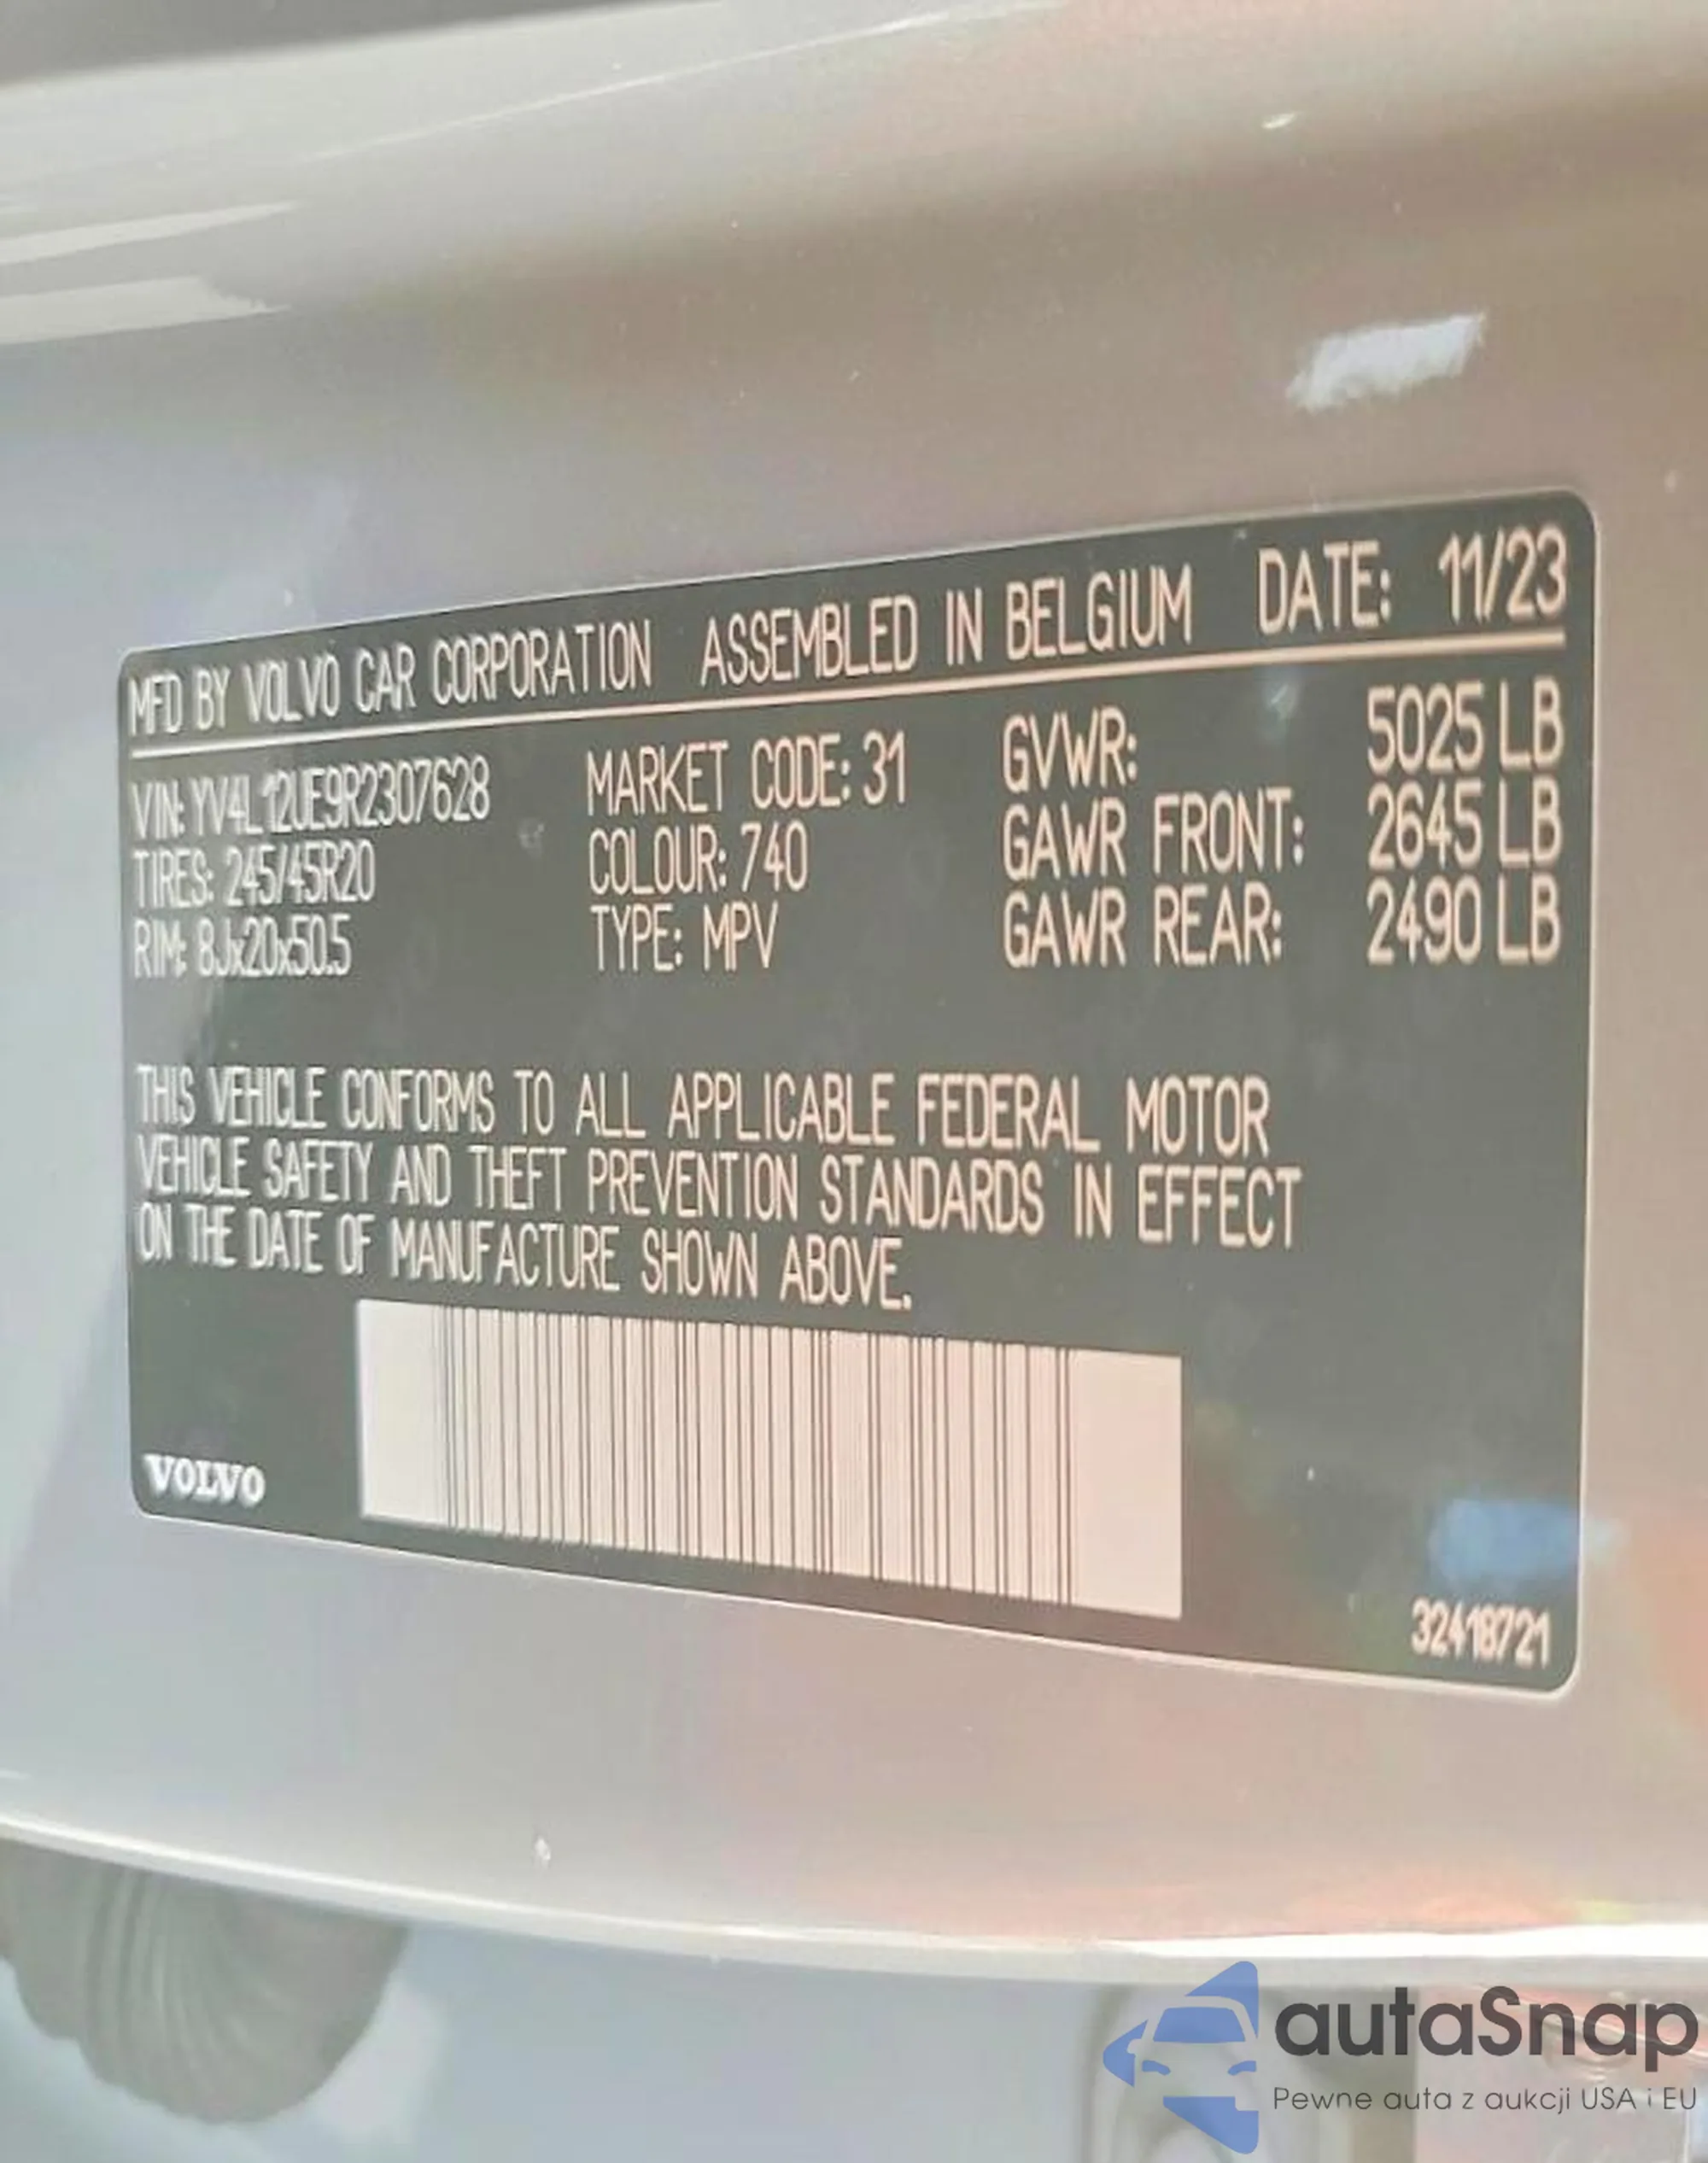 MFD BY VOLVO CAR CORPORATION ASSEMBLED IN BELGIUM DATE: 11/23
VIN: YV4L12UE9R2307628 MARKET CODE: 31 GVWR: 5025 LB
TIRES: 245/45R20 COLOUR: 740 GAWR FRONT: 2645 LB
RIM: 8Jx20x50.5 TYPE: MPV GAWR REAR: 2490 LB
THIS VEHICLE CONFORMS TO ALL APPLICABLE FEDERAL MOTOR
VEHICLE SAFETY AND THEFT PREVENTION STANDARDS IN EFFECT
ON THE DATE OF MANUFACTURE SHOWN ABOVE.
VOLVO
32418721
autaSnap
Pewne auta z aukcji USA i EU